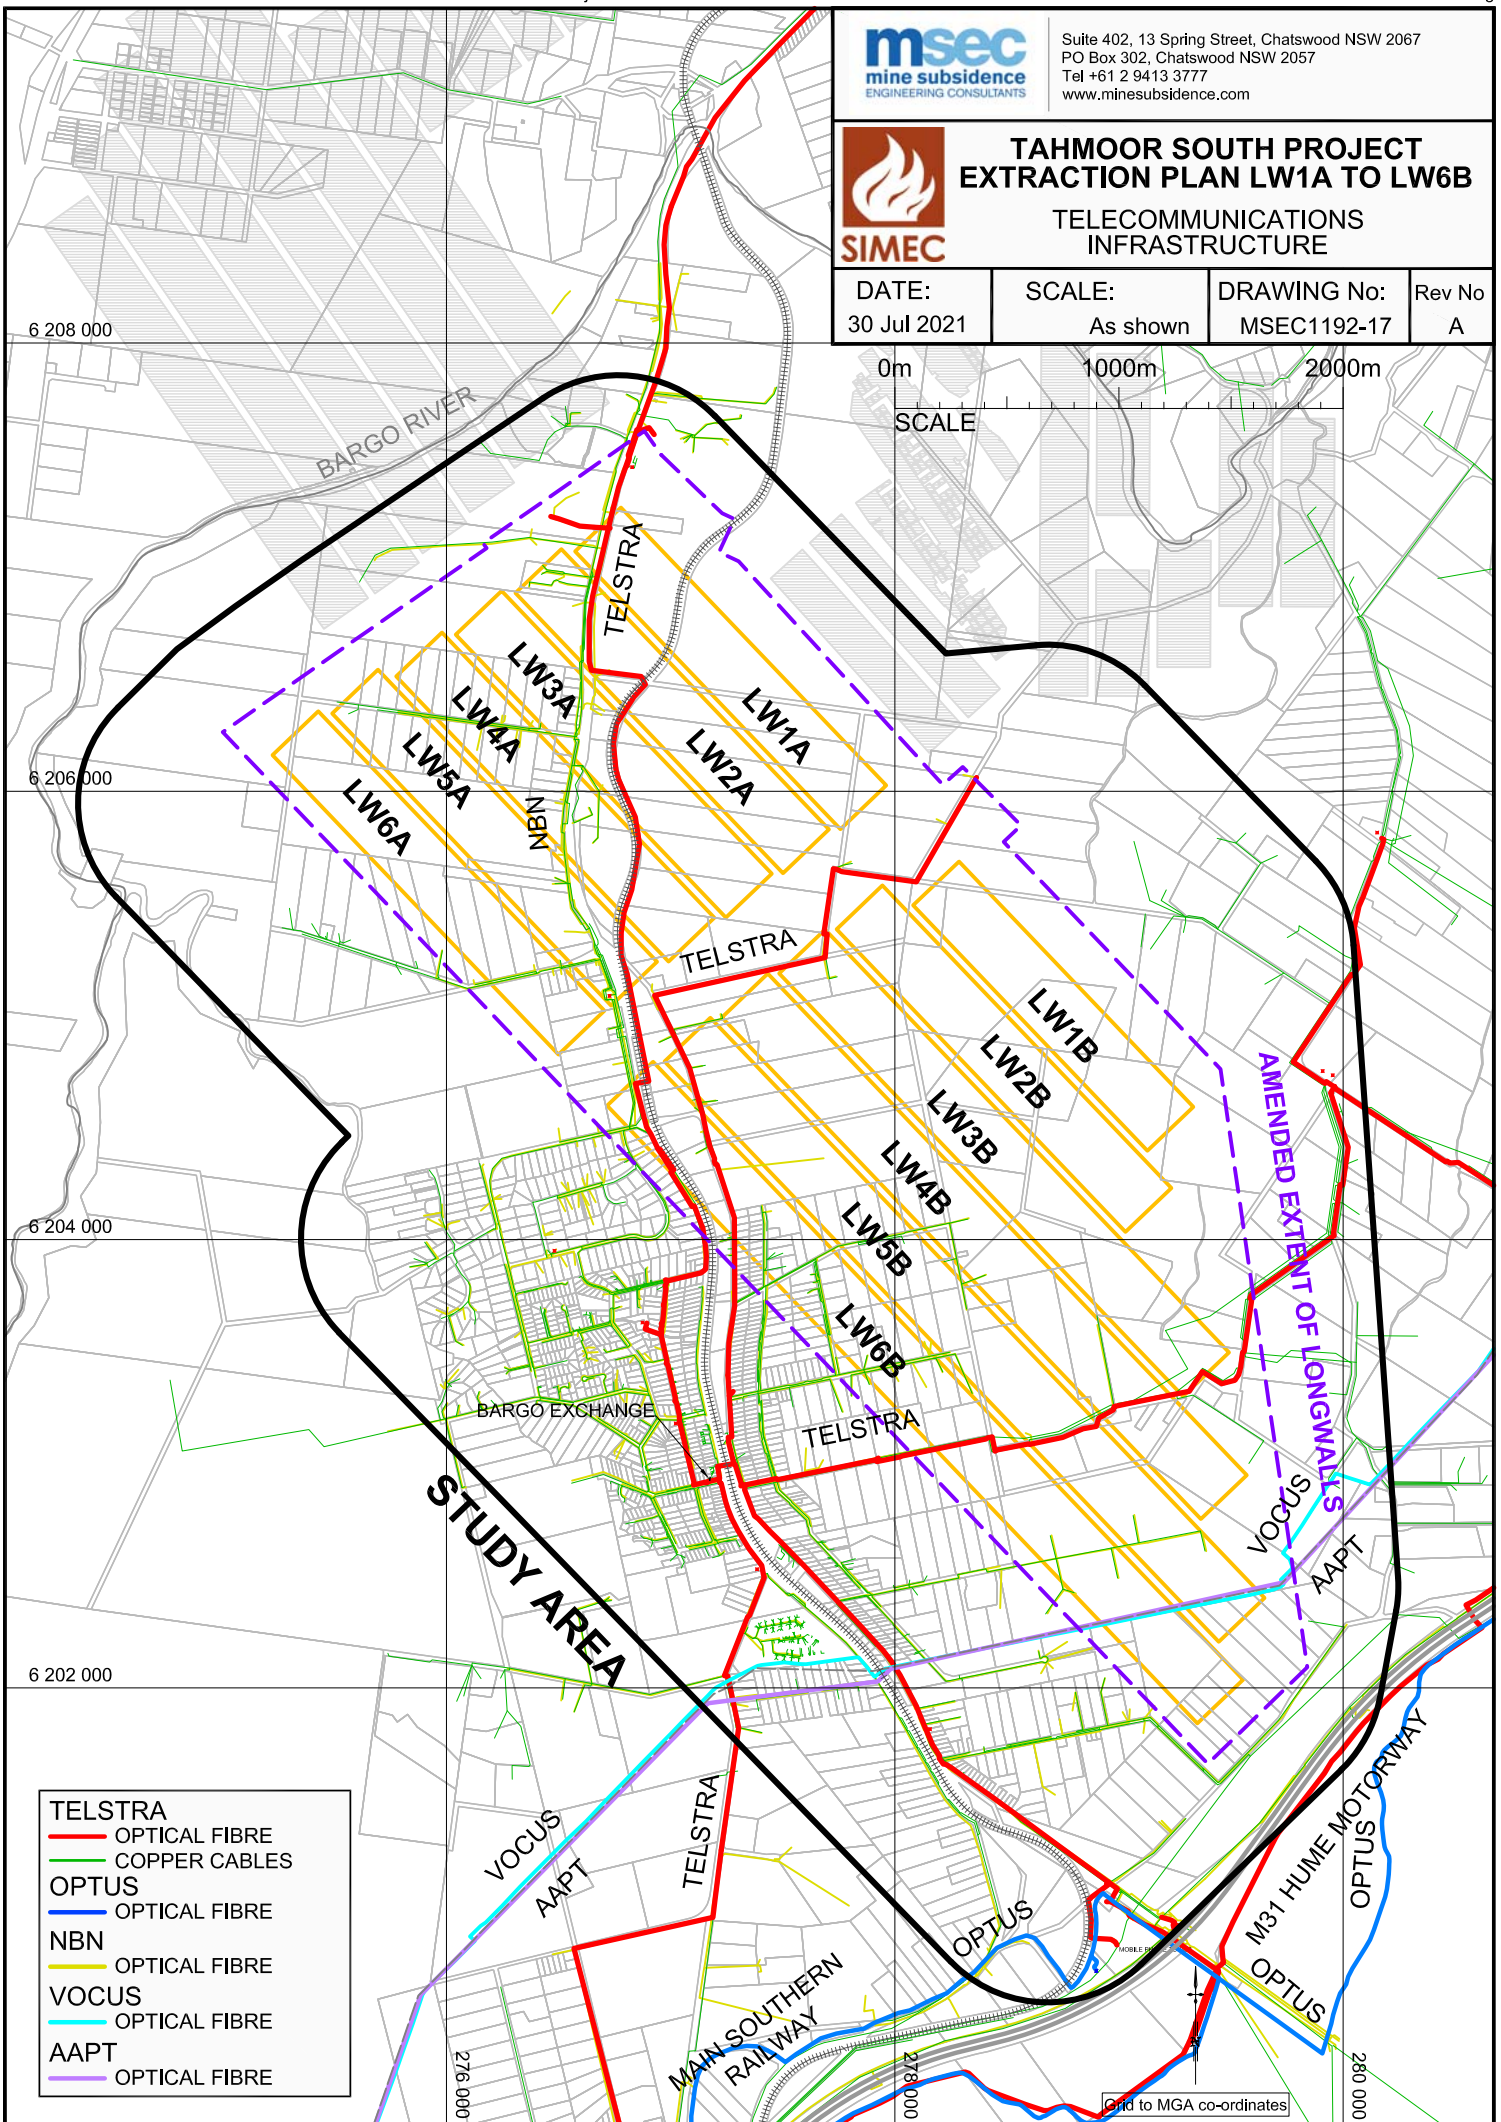 msec
mine subsidence
ENGINEERING CONSULTANTS
Suite 402, 13 Spring Street, Chatswood NSW 2067
PO Box 302, Chatswood NSW 2057
Tel +61 2 9413 3777
www.minesubsidence.com
SIMEC
TAHMOOR SOUTH PROJECT
EXTRACTION PLAN LW1A TO LW6B
TELECOMMUNICATIONS
INFRASTRUCTURE
DATE:
30 Jul 2021
SCALE:
As shown
DRAWING No:
MSEC1192-17
Rev No
A
6 208 000
0m
1000m
2000m
SCALE
BARGO RIVER
TELSTRA
LW1A
LW2A
LW3A
LW4A
LW5A
LW6A
6 206 000
NBN
TELSTRA
LW1B
LW2B
LW3B
LW4B
LW5B
LW6B
AMENDED EXTENT OF LONGWALLS
6 204 000
BARGO EXCHANGE
TELSTRA
STUDY AREA
VOCUS
AAPT
6 202 000
M31 HUME MOTORWAY
OPTUS
TELSTRA
VOCUS
AAPT
OPTUS
OPTUS
MAIN SOUTHERN
RAILWAY
TELSTRA
OPTICAL FIBRE
COPPER CABLES
OPTUS
OPTICAL FIBRE
NBN
OPTICAL FIBRE
VOCUS
OPTICAL FIBRE
AAPT
OPTICAL FIBRE
276 000
278 000
280 000
N
Grid to MGA co-ordinates